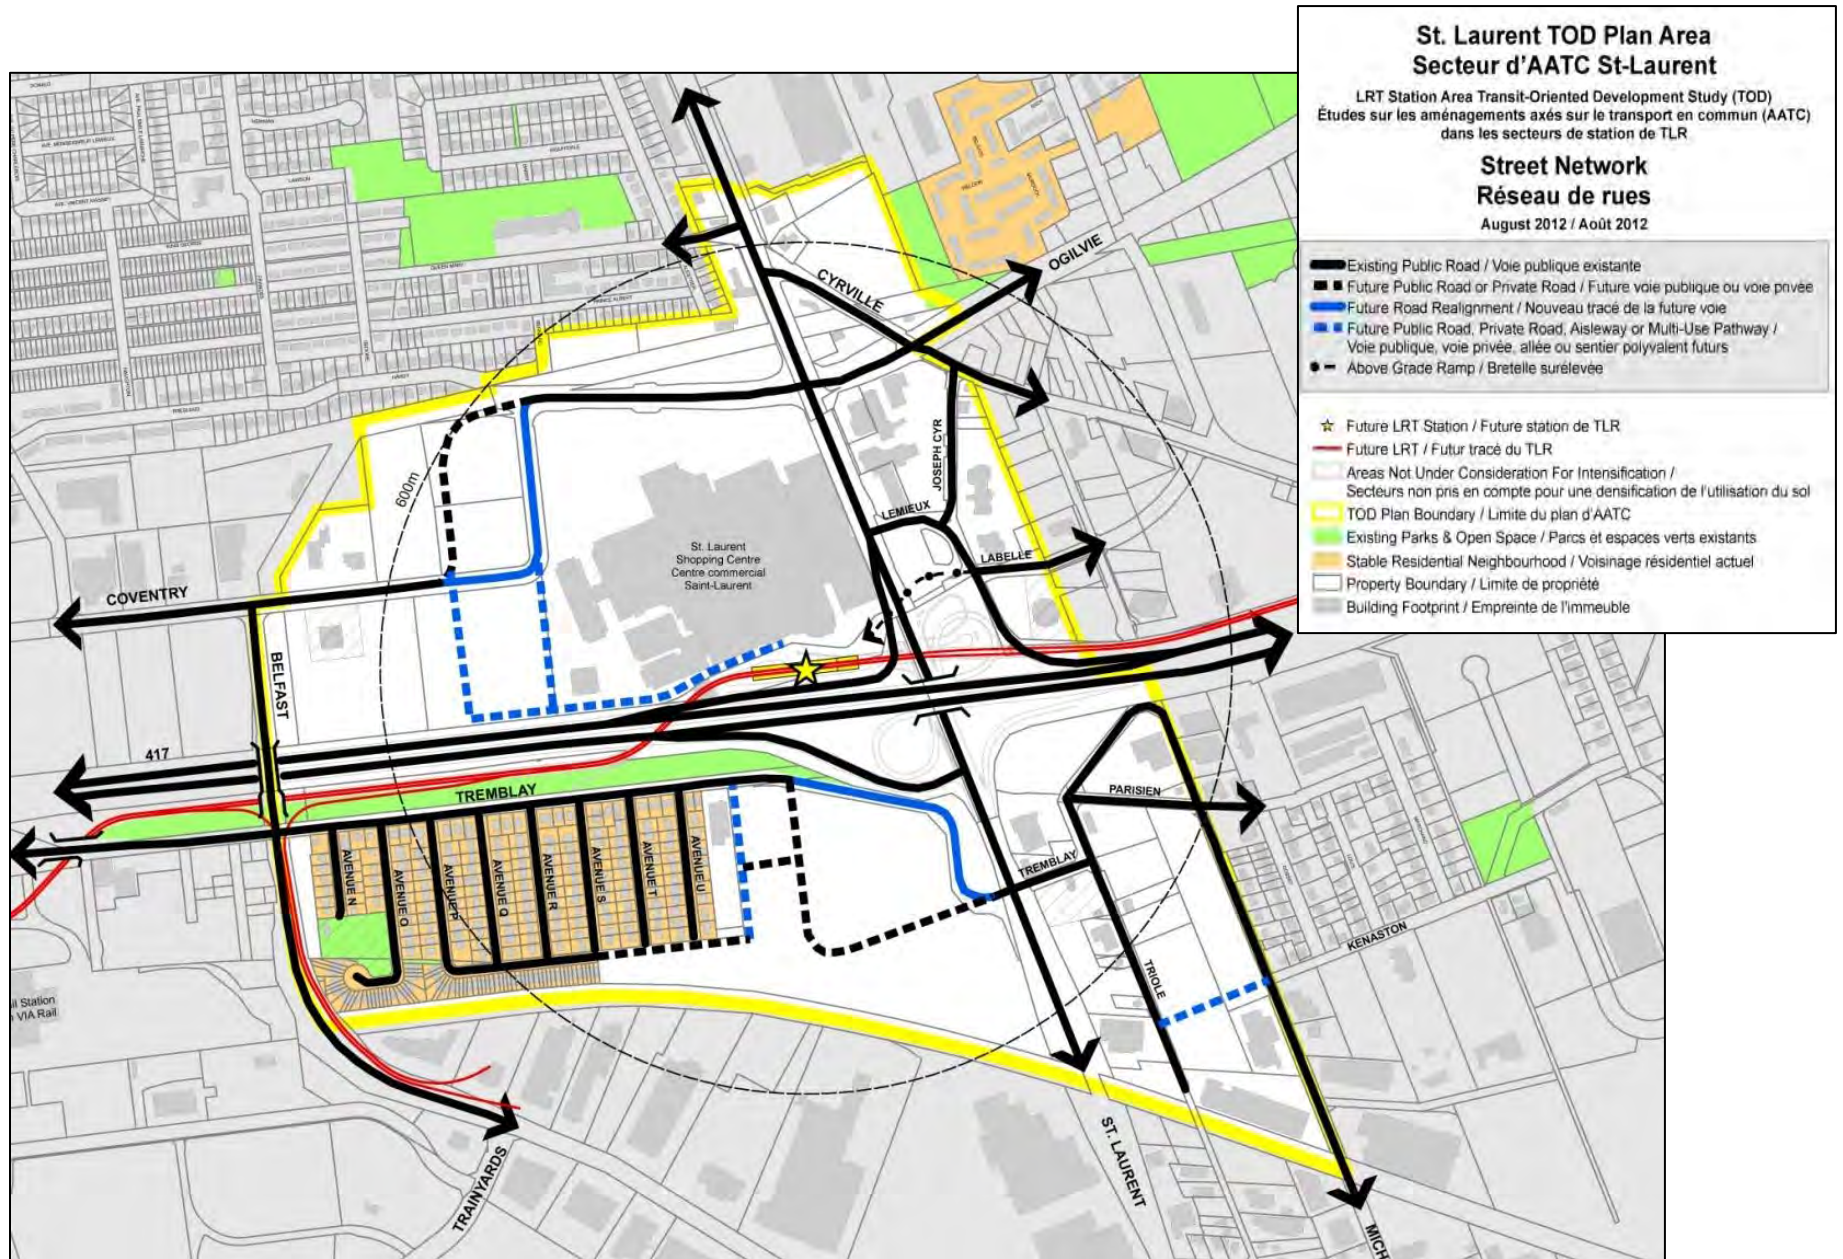 St. Laurent TOD Plan Area
Secteur d'AATC St-Laurent
LRT Station Area Transit-Oriented Development Study (TOD)
Études sur les aménagements axés sur le transport en commun (AATC)
dans les secteurs de station de TLR
Street Network
Réseau de rues
August 2012 / Août 2012
Existing Public Road / Voie publique existante
Future Public Road or Private Road / Future voie publique ou voie privée
Future Road Realignment / Nouveau tracé de la future voie
Future Public Road, Private Road, Aisleway or Multi-Use Pathway /
Voie publique, voie privée, allée ou sentier polyvalent futurs
Above Grade Ramp / Bretelle surélevée
Future LRT Station / Future station de TLR
Future LRT / Futur tracé du TLR
Areas Not Under Consideration For Intensification /
Secteurs non pris en compte pour une densification de l'utilisation du sol
TOD Plan Boundary / Limite du plan d'AATC
Existing Parks & Open Space / Parcs et espaces verts existants
Stable Residential Neighbourhood / Voisinage résidentiel actuel
Property Boundary / Limite de propriété
Building Footprint / Empreinte de l'immeuble
OGILVIE
CYRVILLE
600m
JOSEPH CYR
LEMIEUX
LABELLE
St. Laurent
Shopping Centre
Centre commercial
Saint-Laurent
COVENTRY
BELFAST
417
TREMBLAY
PARISIEN
AVENUE N
AVENUE O
AVENUE P
AVENUE Q
AVENUE R
AVENUE S
AVENUE T
AVENUE U
TREMBLAY
KENASTON
TRIOLE
Station
VIA Rail
TRAINYARDS
ST. LAURENT
MICH